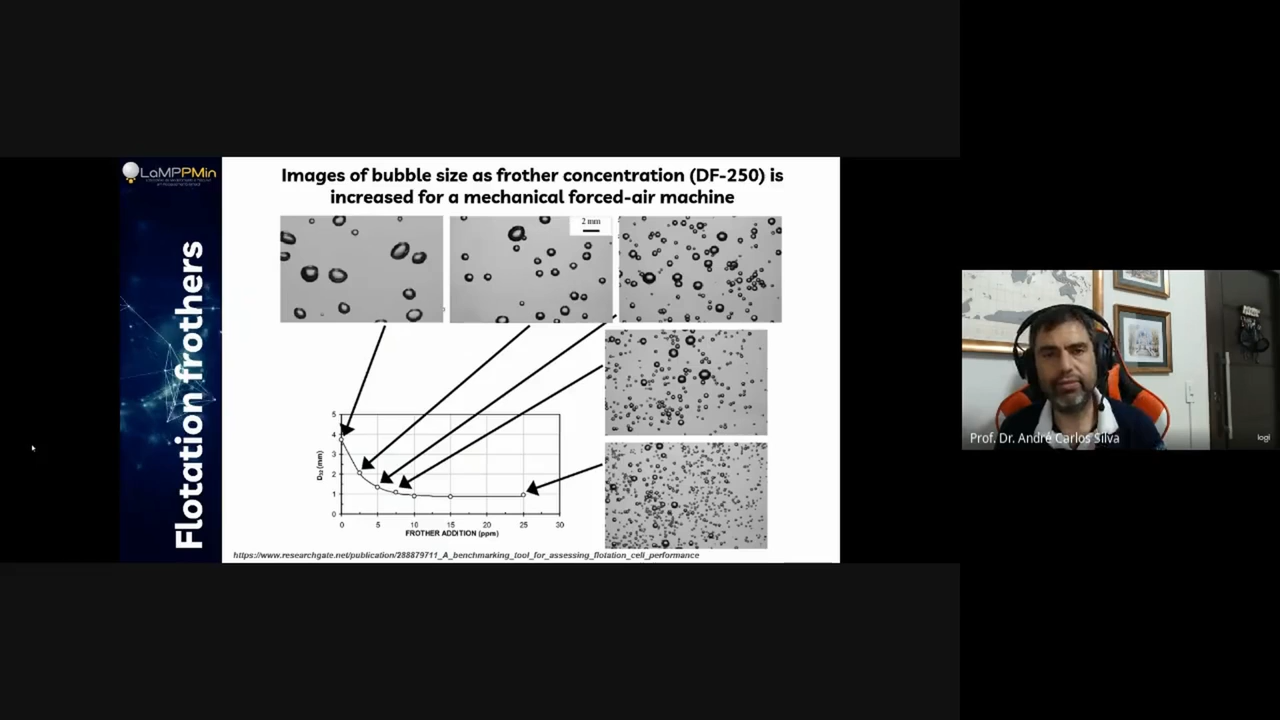 LaMPPMin
Flotation frothers
Images of bubble size as frother concentration (DF-250) is
increased for a mechanical forced-air machine
2 mm
5
4
3
2
1
0
D₃₂ (mm)
0 5 10 15 20 25 30
FROTHER ADDITION (ppm)
https://www.researchgate.net/publication/288879711_A_benchmarking_tool_for_assessing_flotation_cell_performance
Prof. Dr. André Carlos Silva
logi